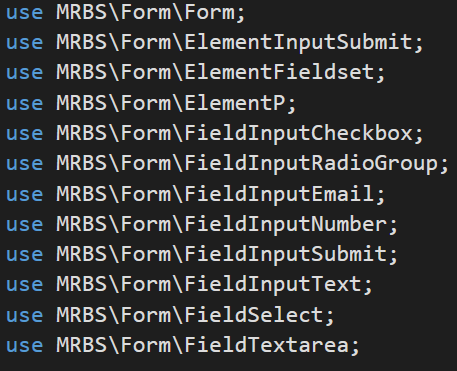 use MRBS\Form\Form;
use MRBS\Form\ElementInputSubmit;
use MRBS\Form\ElementFieldset;
use MRBS\Form\ElementP;
use MRBS\Form\FieldInputCheckbox;
use MRBS\Form\FieldInputRadioGroup;
use MRBS\Form\FieldInputEmail;
use MRBS\Form\FieldInputNumber;
use MRBS\Form\FieldInputSubmit;
use MRBS\Form\FieldInputText;
use MRBS\Form\FieldSelect;
use MRBS\Form\FieldTextarea;